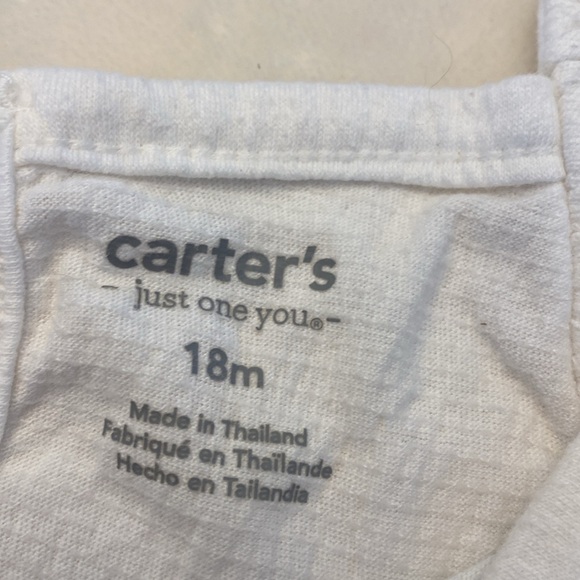 carter's
- just one you®-
18m
Made in Thailand
Fabriqué en Thaïlande
Hecho en Tailandia